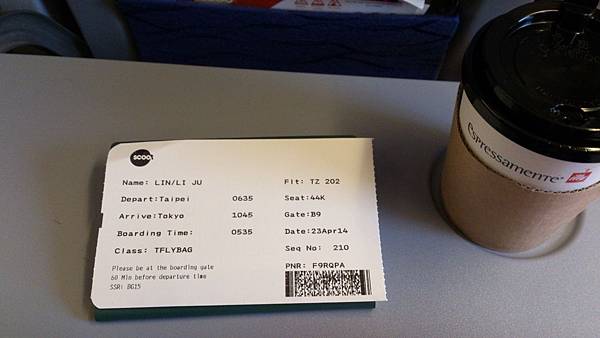 scoot
Name: LIN/LI JU Flt: TZ 202
Depart:Taipei 0635 Seat:44K
Arrive:Tokyo 1045 Gate:B9
Boarding Time: 0535 Date:23Apr14
Class: TFLYBAG Seq No: 210
Please be at the boarding gate
60 Min before departure time
SSR: BG15
PNR: F9RQPA
espressamente illy